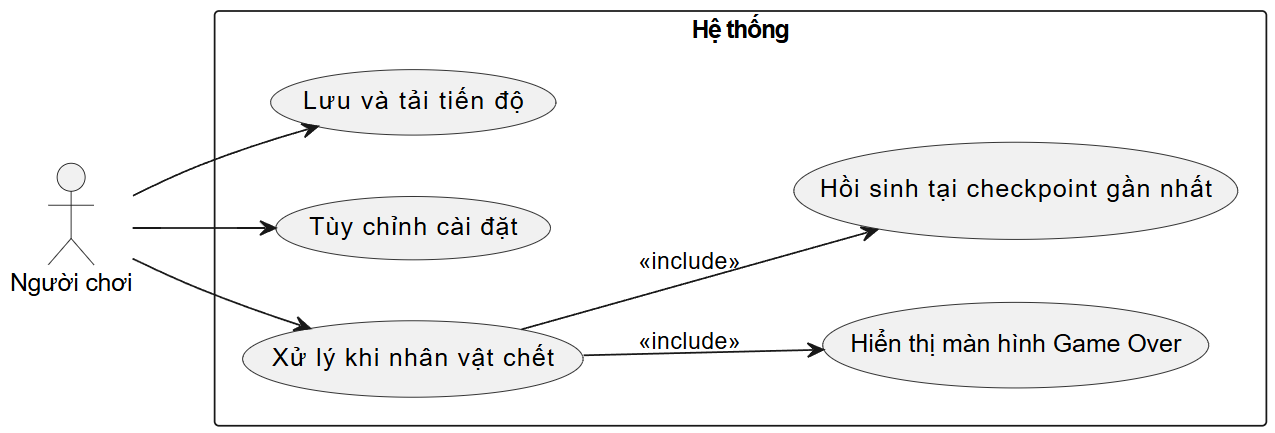 Hệ thống
Lưu và tải tiến độ
Hồi sinh tại checkpoint gần nhất
Tùy chỉnh cài đặt
«include»
Người chơi
«include»
Hiển thị màn hình Game Over
Xử lý khi nhân vật chết